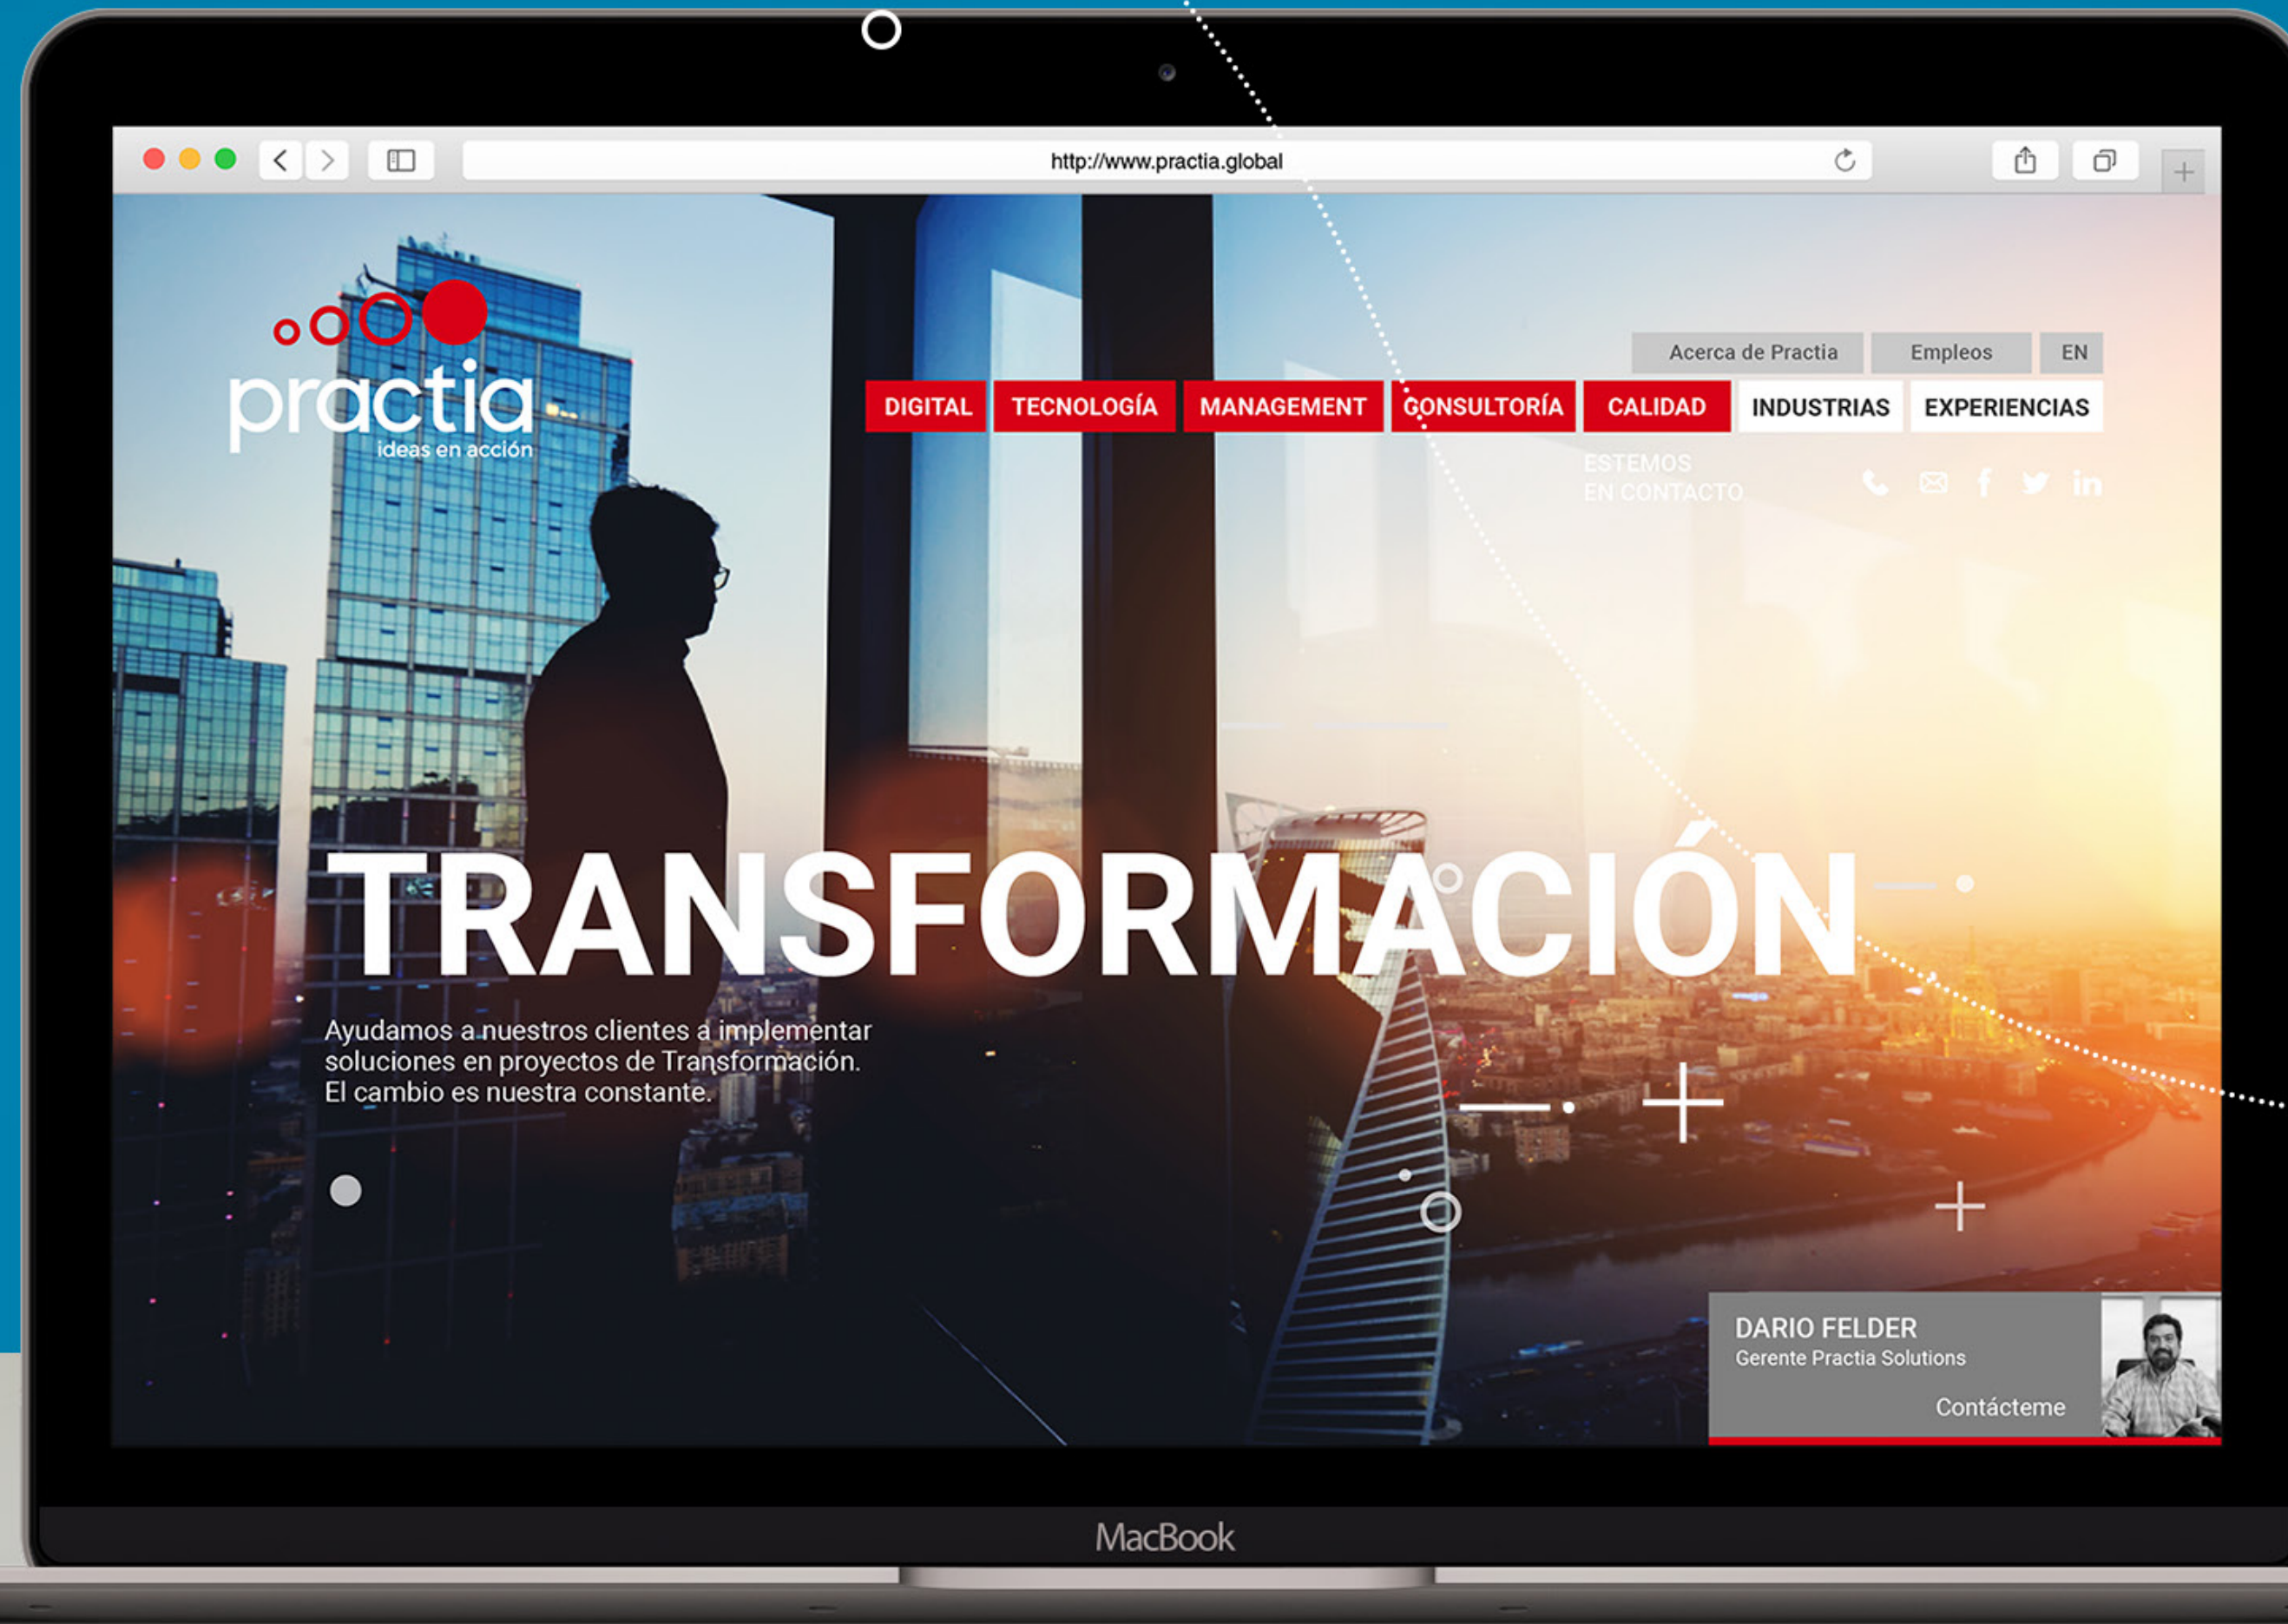 http://www.practia.global
practia
ideas en acción
Acerca de Practia
Empleos
EN
DIGITAL
TECNOLOGÍA
MANAGEMENT
CONSULTORÍA
CALIDAD
INDUSTRIAS
EXPERIENCIAS
ESTEMOS
EN CONTACTO
TRANSFORMACIÓN
Ayudamos a nuestros clientes a implementar
soluciones en proyectos de Transformación.
El cambio es nuestra constante.
DARIO FELDER
Gerente Practia Solutions
Contácteme
MacBook